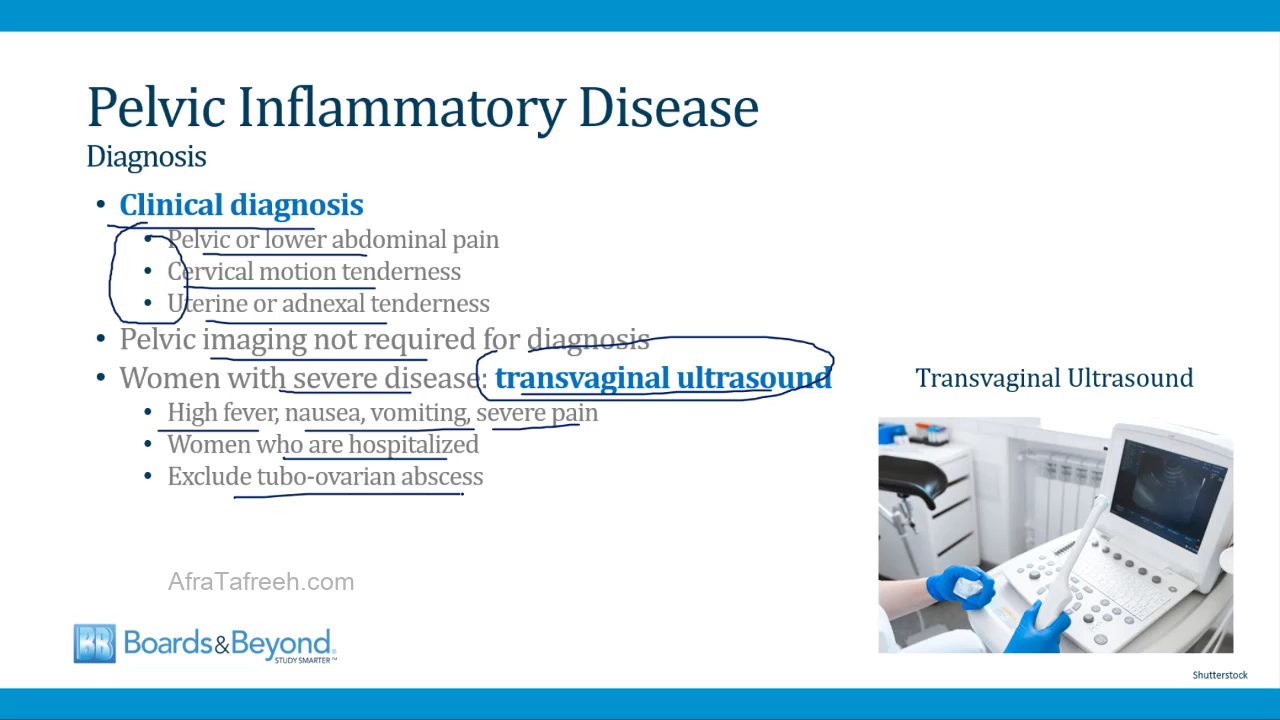 Pelvic Inflammatory Disease
Diagnosis
• Clinical diagnosis
• Pelvic or lower abdominal pain
• Cervical motion tenderness
• Uterine or adnexal tenderness
• Pelvic imaging not required for diagnosis
• Women with severe disease: transvaginal ultrasound
• High fever, nausea, vomiting, severe pain
• Women who are hospitalized
• Exclude tubo-ovarian abscess
Transvaginal Ultrasound
AfraTafreeh.com
BB Boards&Beyond.
STUDY SMARTER™
Shutterstock